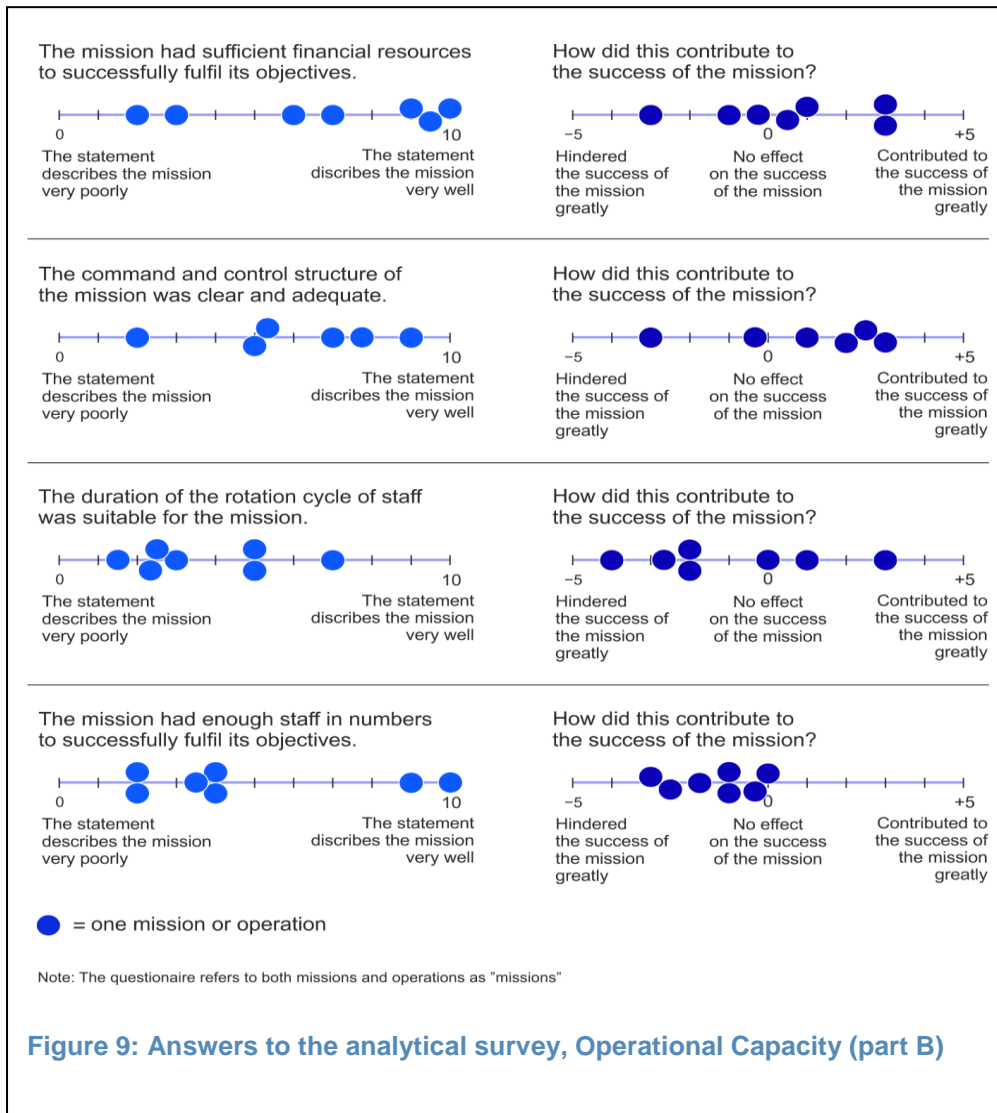 The mission had sufficient financial resources
to successfully fulfil its objectives.
0
10
The statement
describes the mission
very poorly
The statement
discribes the mission
very well
How did this contribute to
the success of the mission?
−5
0
+5
Hindered
the success of
the mission
greatly
No effect
on the success
of the mission
Contributed to
the success of
the mission
greatly
The command and control structure of
the mission was clear and adequate.
0
10
The statement
describes the mission
very poorly
The statement
discribes the mission
very well
How did this contribute to
the success of the mission?
−5
0
+5
Hindered
the success of
the mission
greatly
No effect
on the success
of the mission
Contributed to
the success of
the mission
greatly
The duration of the rotation cycle of staff
was suitable for the mission.
0
10
The statement
describes the mission
very poorly
The statement
discribes the mission
very well
How did this contribute to
the success of the mission?
−5
0
+5
Hindered
the success of
the mission
greatly
No effect
on the success
of the mission
Contributed to
the success of
the mission
greatly
The mission had enough staff in numbers
to successfully fulfil its objectives.
0
10
The statement
describes the mission
very poorly
The statement
discribes the mission
very well
How did this contribute to
the success of the mission?
−5
0
+5
Hindered
the success of
the mission
greatly
No effect
on the success
of the mission
Contributed to
the success of
the mission
greatly
= one mission or operation
Note: The questionaire refers to both missions and operations as "missions"
Figure 9: Answers to the analytical survey, Operational Capacity (part B)